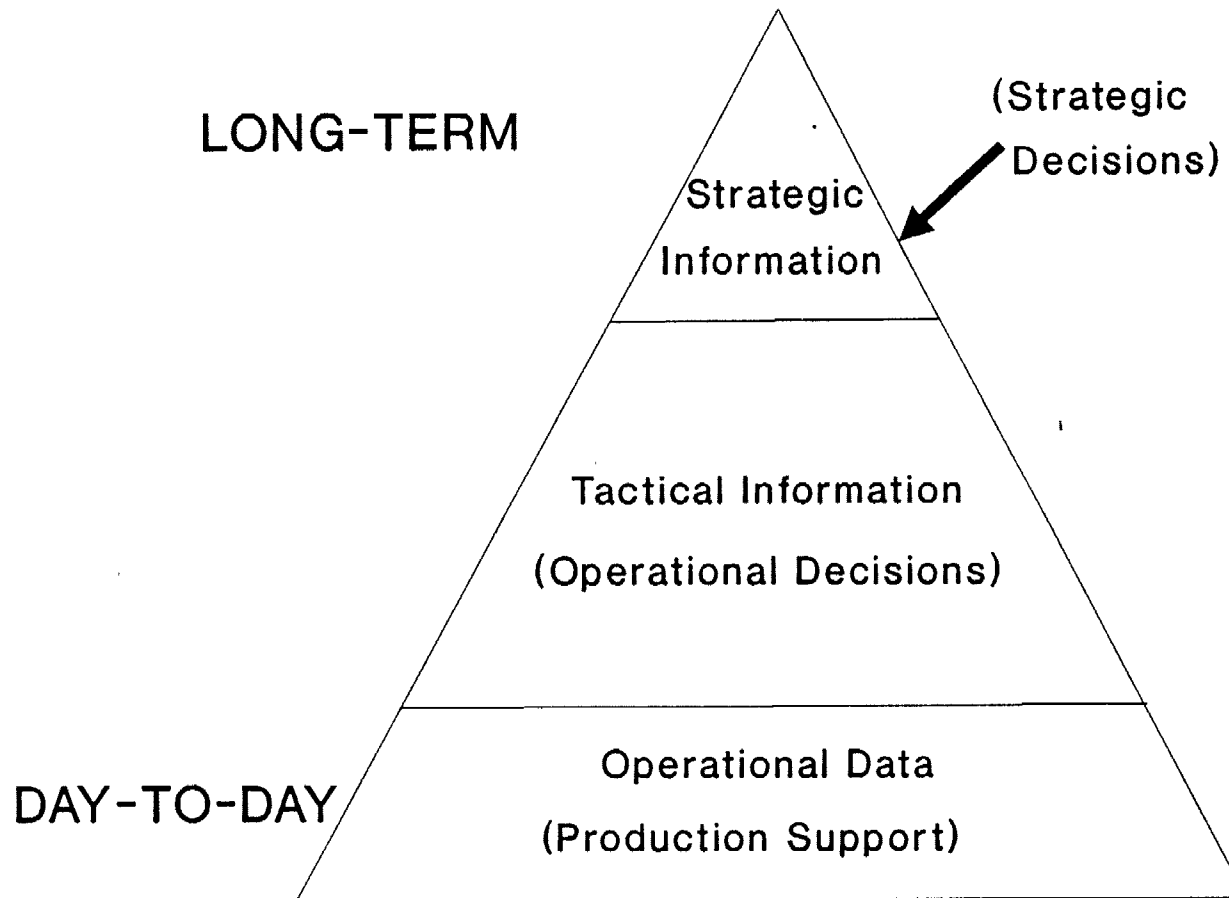 LONG-TERM
(Strategic
Decisions)
Strategic
Information
Tactical Information
(Operational Decisions)
DAY-TO-DAY
Operational Data
(Production Support)